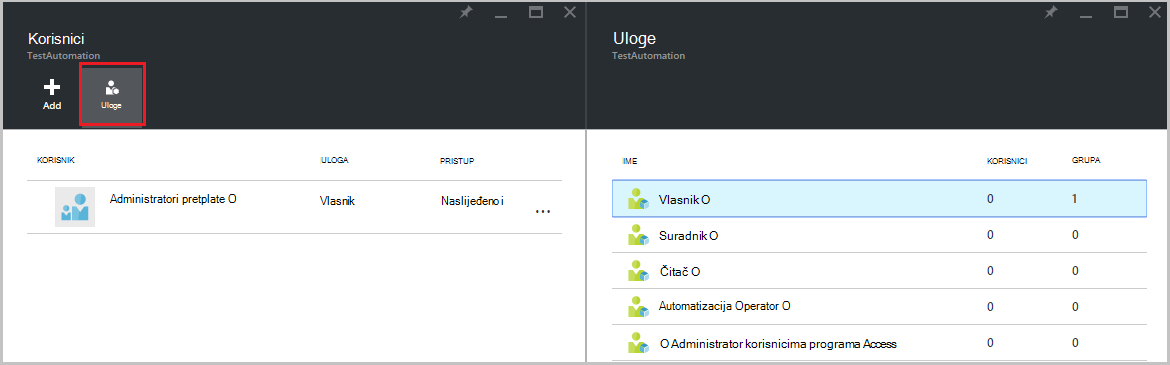 Korisnici
TestAutomation
Add
Uloge
KORISNIK ULOGA PRISTUP
Administratori pretplate O Vlasnik Naslijeđeno i ...
Uloge
TestAutomation
IME KORISNICI GRUPA
Vlasnik O 0 1
Suradnik O 0 0
Čitač O 0 0
Automatizacija Operator O 0 0
O Administrator korisnicima programa Access 0 0